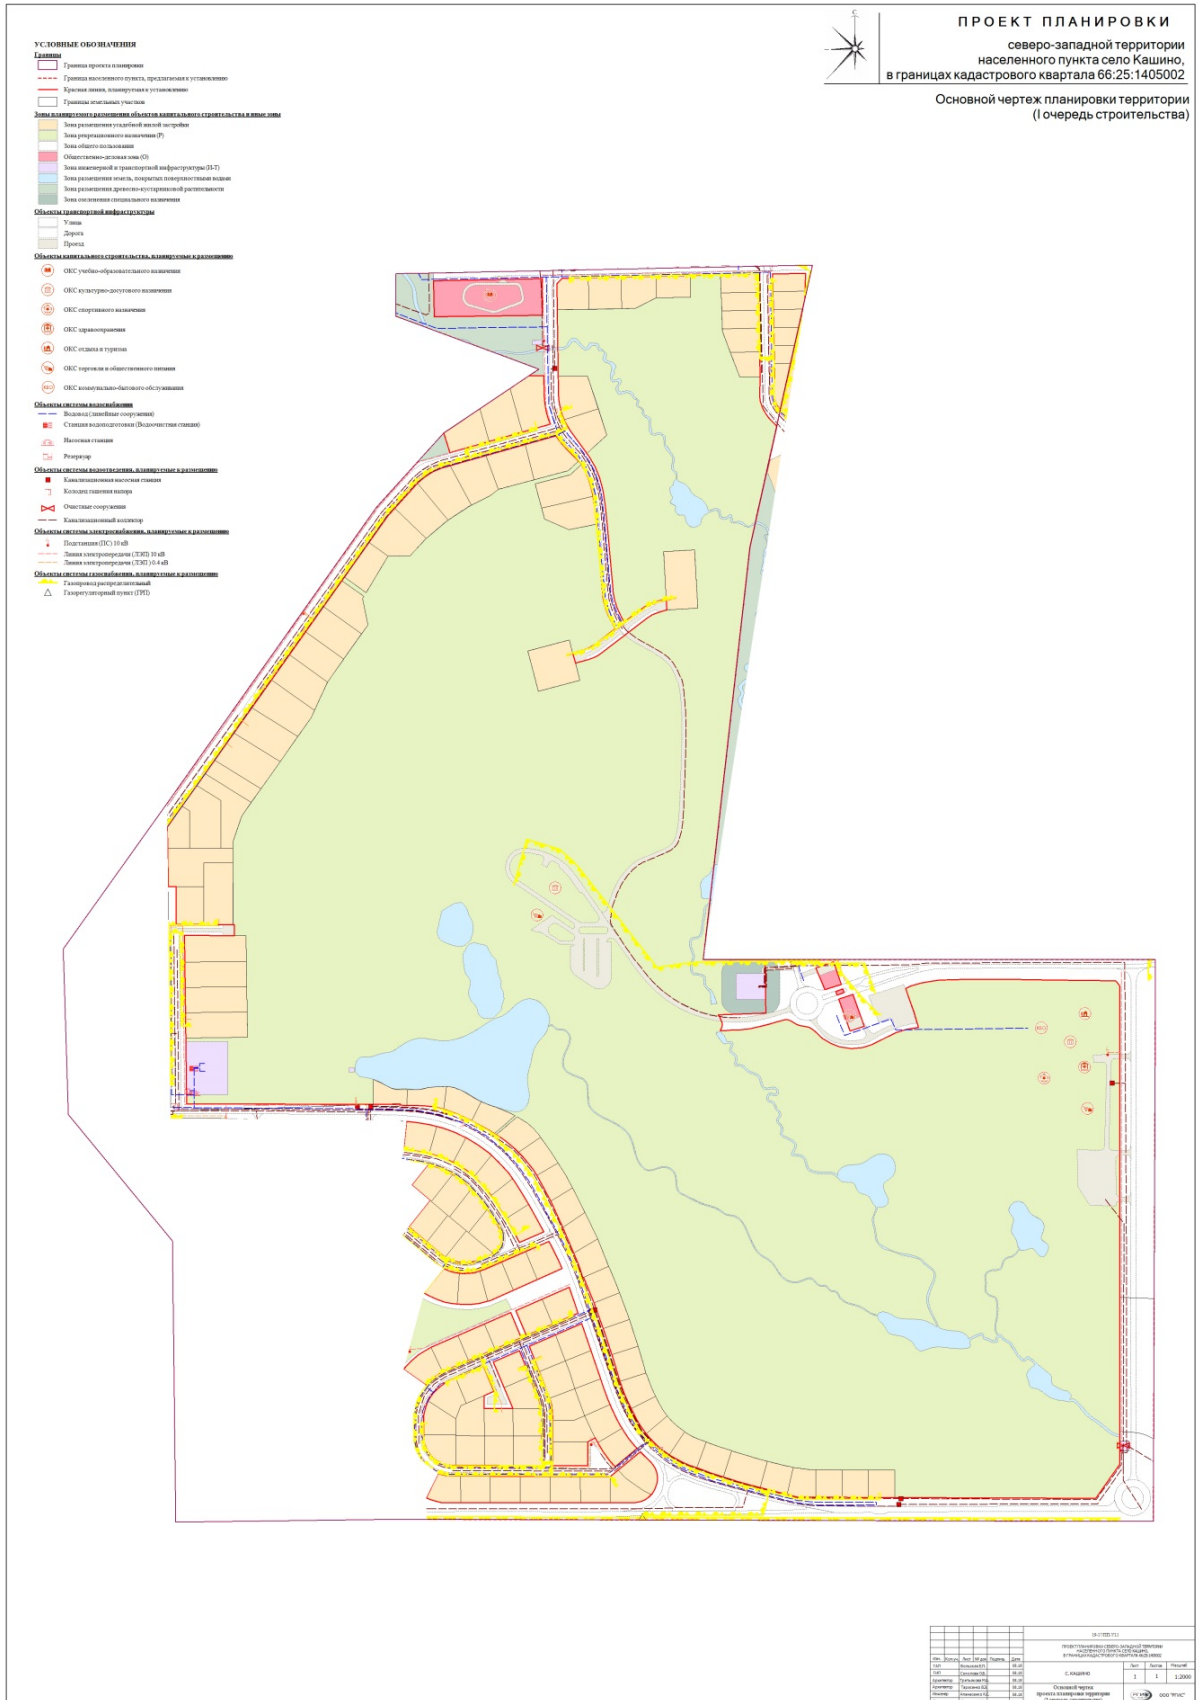 УСЛОВНЫЕ ОБОЗНАЧЕНИЯ
Границы
Граница проекта планировки
Граница населенного пункта, предлагаемая к установлению
Красная линия, планируемая к установлению
Границы земельных участков
Зоны планируемого размещения объектов капитального строительства и иные зоны
Зона размещения усадебной жилой застройки
Зона рекреационного назначения (Р)
Зона общего пользования
Общественно-деловая зона (О)
Зона инженерной и транспортной инфраструктуры (И-Т)
Зона размещения земель, покрытых поверхностными водами
Зона размещения древесно-кустарниковой растительности
Зона озеленения специального назначения
Объекты транспортной инфраструктуры
Улица
Дорога
Проезд
Объекты капитального строительства, планируемые к размещению
ОКС учебно-образовательного назначения
ОКС культурно-досугового назначения
ОКС спортивного назначения
ОКС здравоохранения
ОКС отдыха и туризма
ОКС торговли и общественного питания
ОКС коммунально-бытового обслуживания
Объекты системы водоснабжения
Водовод (линейные сооружения)
Станция водоподготовки (Водоочистная станция)
Насосная станция
Резервуар
Объекты системы водоотведения, планируемые к размещению
Канализационная насосная станция
Колодец гашения напора
Очистные сооружения
Канализационный коллектор
Объекты системы электроснабжения, планируемые к размещению
Подстанция (ПС) 10 кВ
Линия электропередачи (ЛЭП) 10 кВ
Линия электропередачи (ЛЭП) 0.4 кВ
Объекты системы газоснабжения, планируемые к размещению
Газопровод распределительный
Газорегуляторный пункт (ГРП)
С
ПРОЕКТ ПЛАНИРОВКИ
северо-западной территории
населенного пункта село Кашино,
в границах кадастрового квартала 66:25:1405002
Основной чертеж планировки территории
(I очередь строительства)
Лист
Подпись
Дата
С. КАШИНО
Лист Листов Масштаб
1 1 1:2000
Основной чертеж
проекта планировки территории